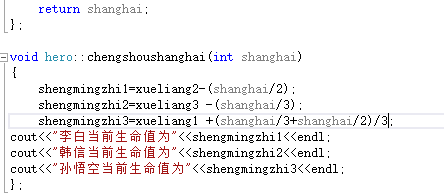 return shanghai;
};
void hero::chengshoushanghai(int shanghai)
{
shengmingzhi1=xueliang2-(shanghai/2);
shengmingzhi2=xueliang3 -(shanghai/3);
shengmingzhi3=xueliang1 +(shanghai/3+shanghai/2)/3;
cout<<"李白当前生命值为"<<shengmingzhi1<<endl;
cout<<"韩信当前生命值为"<<shengmingzhi2<<endl;
cout<<"孙悟空当前生命值为"<<shengmingzhi3<<endl;
};